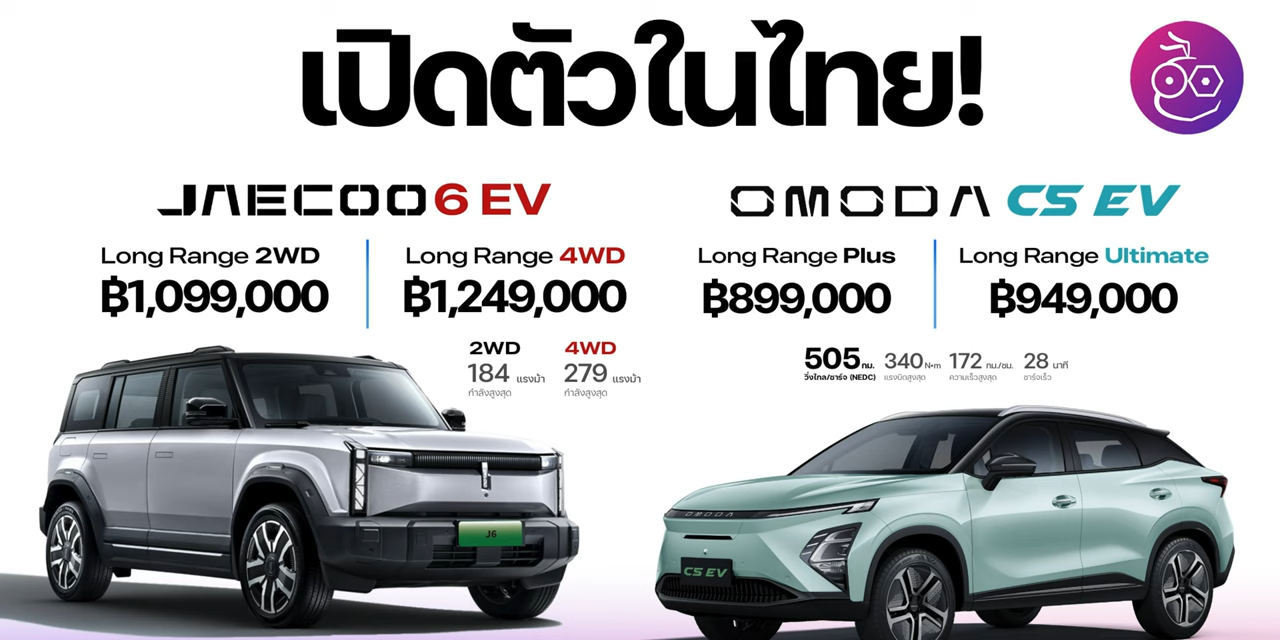 เปิดตัวในไทย!
JAECOO 6 EV
Long Range 2WD
฿1,099,000
Long Range 4WD
฿1,249,000
2WD
184 แรงม้า
กำลังสูงสุด
4WD
279 แรงม้า
กำลังสูงสุด
J6
OMODA C5 EV
Long Range Plus
฿899,000
Long Range Ultimate
฿949,000
505 กม.
วิ่งไกล/ชาร์จ (NEDC)
340 N•m
แรงบิดสูงสุด
172 กม./ชม.
ความเร็วสูงสุด
28 นาที
ชาร์จเร็ว
OMODA
C5 EV